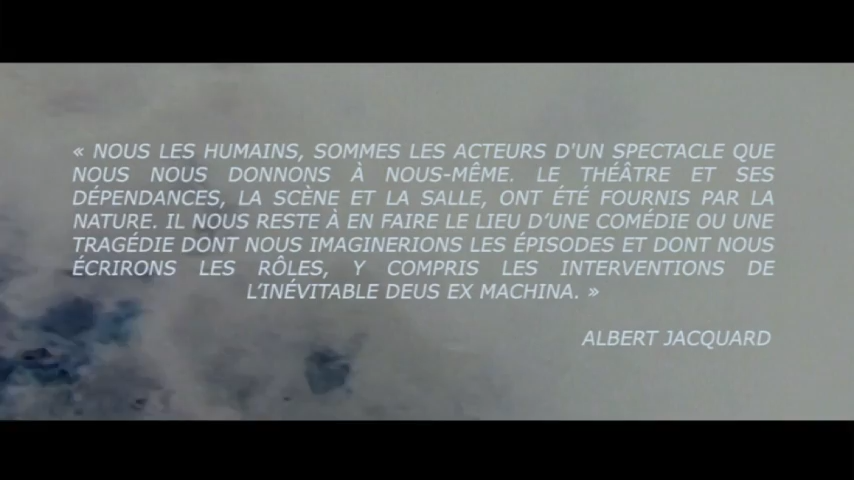 « NOUS LES HUMAINS, SOMMES LES ACTEURS D'UN SPECTACLE QUE
NOUS NOUS DONNONS À NOUS-MÊME. LE THÉÂTRE ET SES
DÉPENDANCES, LA SCÈNE ET LA SALLE, ONT ÉTÉ FOURNIS PAR LA
NATURE. IL NOUS RESTE À EN FAIRE LE LIEU D’UNE COMÉDIE OU UNE
TRAGÉDIE DONT NOUS IMAGINERIONS LES ÉPISODES ET DONT NOUS
ÉCRIRONS LES RÔLES, Y COMPRIS LES INTERVENTIONS DE
L’INÉVITABLE DEUS EX MACHINA. »
ALBERT JACQUARD